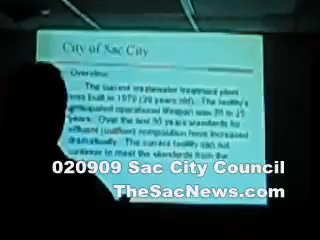 City of Sac City
Overview
The current wastewater treatment plant
was built in 1979 (30 years old). The facility's
anticipated operational lifespan was 20 to 25
years. Over the last 30 years standards for
effluent (outflow) composition have increased
dramatically. The current facility can not
continue to meet the standards from the
020909 Sac City Council
TheSacNews.com